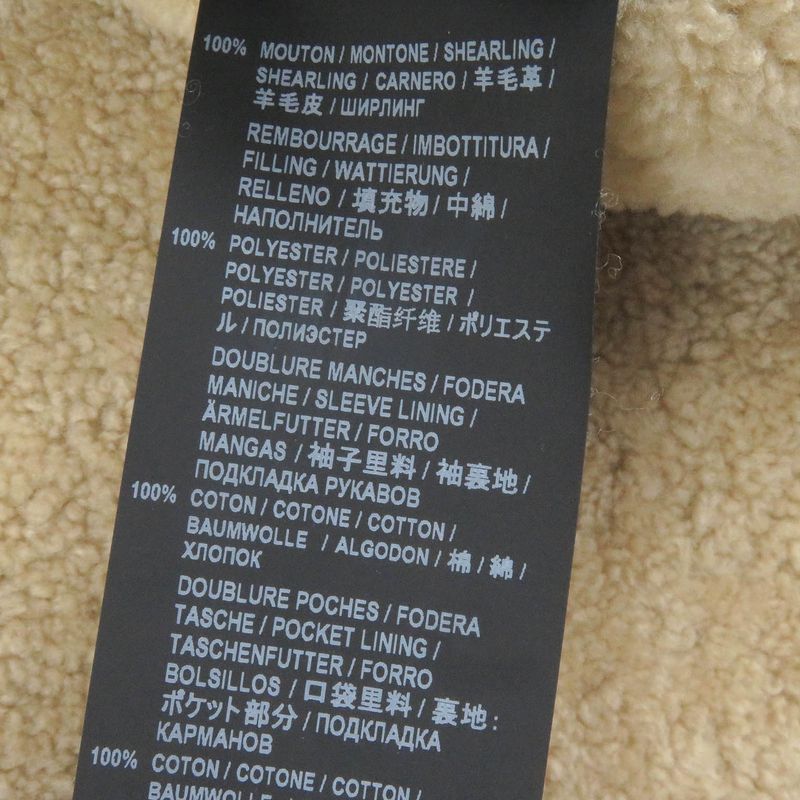 100% MOUTON / MONTONE / SHEARLING /
SHEARLING / CARNERO / 羊毛革 /
羊毛皮 / ШИРЛИНГ
REMBOURRAGE / IMBOTTITURA /
FILLING / WATTIERUNG /
RELLENO / 填充物 / 中綿 /
НАПОЛНИТЕЛЬ
100% POLYESTER / POLIESTERE /
POLYESTER / POLYESTER /
POLIESTER / 聚酯纤维 / ポリエステ
ル / ПОЛИЭСТЕР
DOUBLURE MANCHES / FODERA
MANICHE / SLEEVE LINING /
ÄRMELFUTTER / FORRO
MANGAS / 袖子里料 / 袖裏地 /
ПОДКЛАДКА РУКАВОВ
100% COTON / COTONE / COTTON /
BAUMWOLLE / ALGODON / 棉 / 綿 /
ХЛОПОК
DOUBLURE POCHES / FODERA
TASCHE / POCKET LINING /
TASCHENFUTTER / FORRO
BOLSILLOS / 口袋里料 / 裏地:
ポケット部分 / ПОДКЛАДКА
КАРМАНОВ
100% COTON / COTONE / COTTON /
BAUMWOLLE / ALGODON /